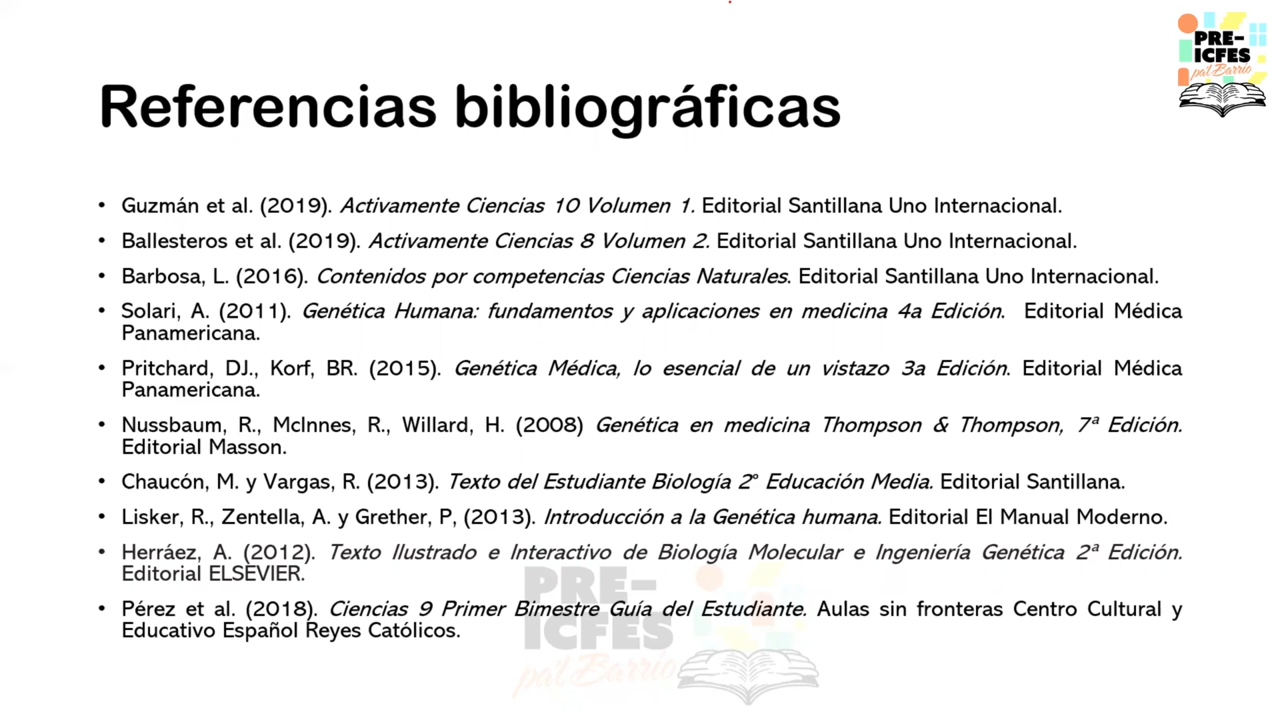 PRE-
ICFES
pa'l Barrio
Referencias bibliográficas
• Guzmán et al. (2019). Activamente Ciencias 10 Volumen 1. Editorial Santillana Uno Internacional.
• Ballesteros et al. (2019). Activamente Ciencias 8 Volumen 2. Editorial Santillana Uno Internacional.
• Barbosa, L. (2016). Contenidos por competencias Ciencias Naturales. Editorial Santillana Uno Internacional.
• Solari, A. (2011). Genética Humana: fundamentos y aplicaciones en medicina 4a Edición. Editorial Médica
Panamericana.
• Pritchard, DJ., Korf, BR. (2015). Genética Médica, lo esencial de un vistazo 3a Edición. Editorial Médica
Panamericana.
• Nussbaum, R., McInnes, R., Willard, H. (2008) Genética en medicina Thompson & Thompson, 7ª Edición.
Editorial Masson.
• Chaucón, M. y Vargas, R. (2013). Texto del Estudiante Biología 2° Educación Media. Editorial Santillana.
• Lisker, R., Zentella, A. y Grether, P, (2013). Introducción a la Genética humana. Editorial El Manual Moderno.
• Herráez, A. (2012). Texto Ilustrado e Interactivo de Biología Molecular e Ingeniería Genética 2ª Edición.
Editorial ELSEVIER.
• Pérez et al. (2018). Ciencias 9 Primer Bimestre Guía del Estudiante. Aulas sin fronteras Centro Cultural y
Educativo Español Reyes Católicos.
PRE-
ICFES
pa'l Barrio